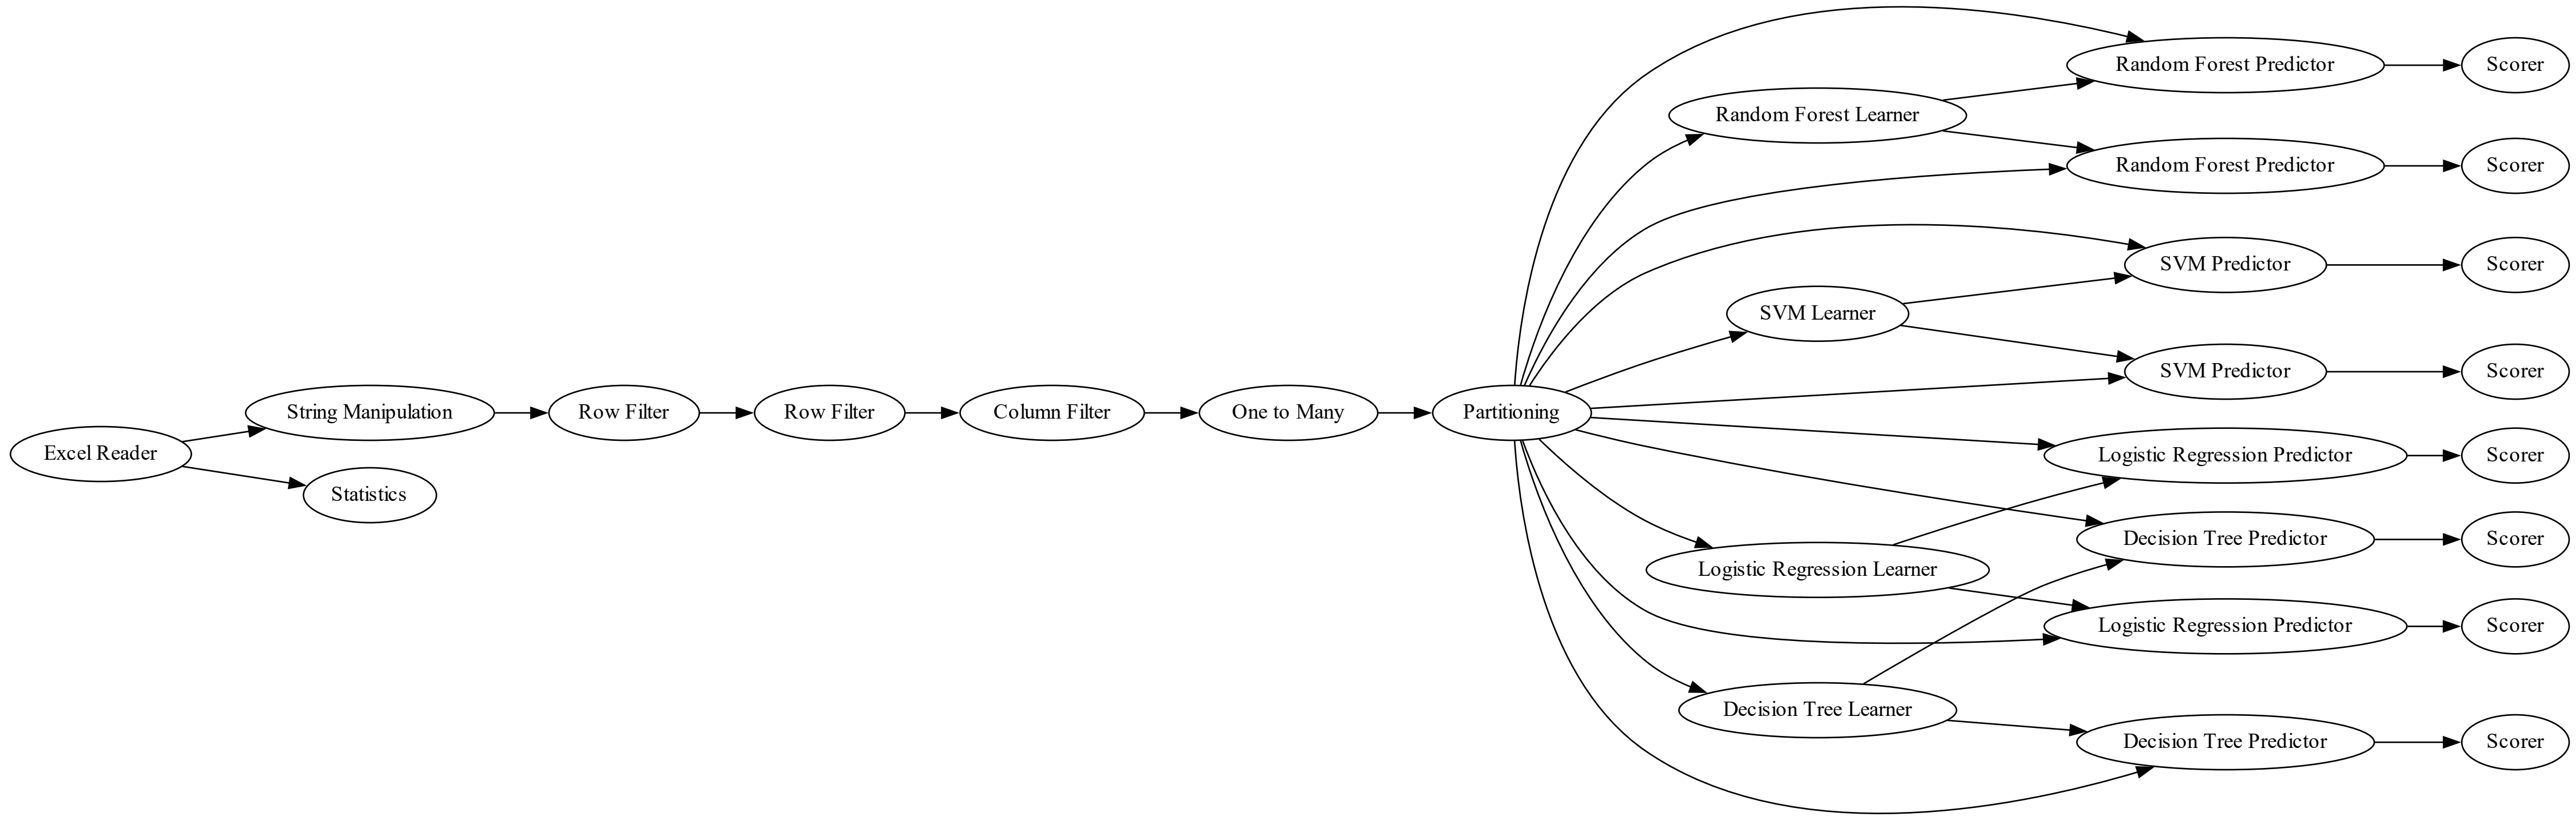 Excel Reader
String Manipulation
Statistics
Row Filter
Row Filter
Column Filter
One to Many
Partitioning
Random Forest Learner
Random Forest Predictor
Scorer
Random Forest Predictor
Scorer
SVM Learner
SVM Predictor
Scorer
SVM Predictor
Scorer
Logistic Regression Learner
Logistic Regression Predictor
Scorer
Decision Tree Predictor
Scorer
Logistic Regression Predictor
Scorer
Decision Tree Learner
Decision Tree Predictor
Scorer